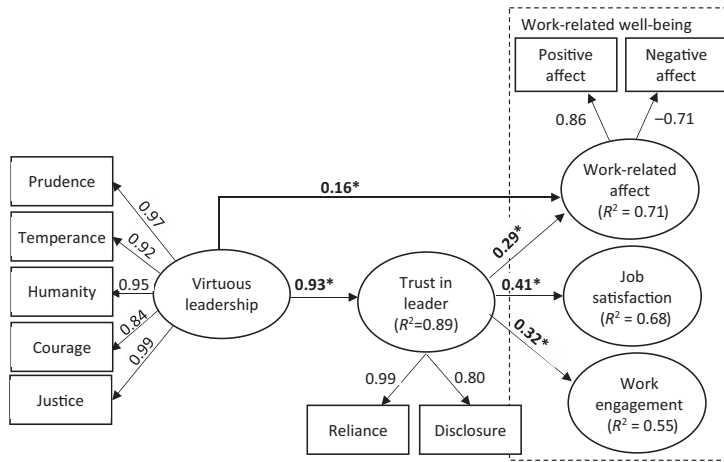 Work-related well-being
Positive
affect
Negative
affect
0.86
–0.71
Work-related
affect
(R² = 0.71)
Prudence
Temperance
Humanity
Courage
Justice
0.97
0.92
0.95
0.84
0.99
Virtuous
leadership
0.16*
0.93*
Trust in
leader
(R²=0.89)
0.29*
0.41*
0.32*
Job
satisfaction
(R² = 0.68)
Work
engagement
(R² = 0.55)
0.99
0.80
Reliance
Disclosure